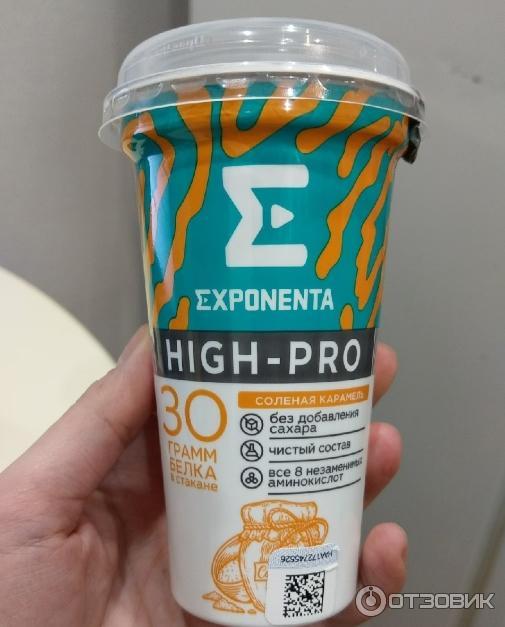 EXPONENTA
HIGH-PRO
СОЛЕНАЯ КАРАМЕЛЬ
30
ГРАММ
БЕЛКА
в стакане
без добавления
сахара
чистый состав
все 8 незаменимых
аминокислот
ОТЗОВИК